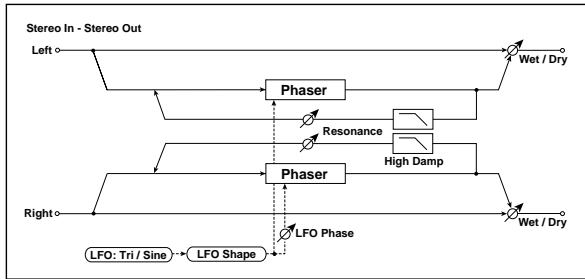 Stereo In - Stereo Out
Left
Wet / Dry
Phaser
Resonance
High Damp
Phaser
Right
Wet / Dry
LFO Phase
LFO: Tri / Sine
LFO Shape